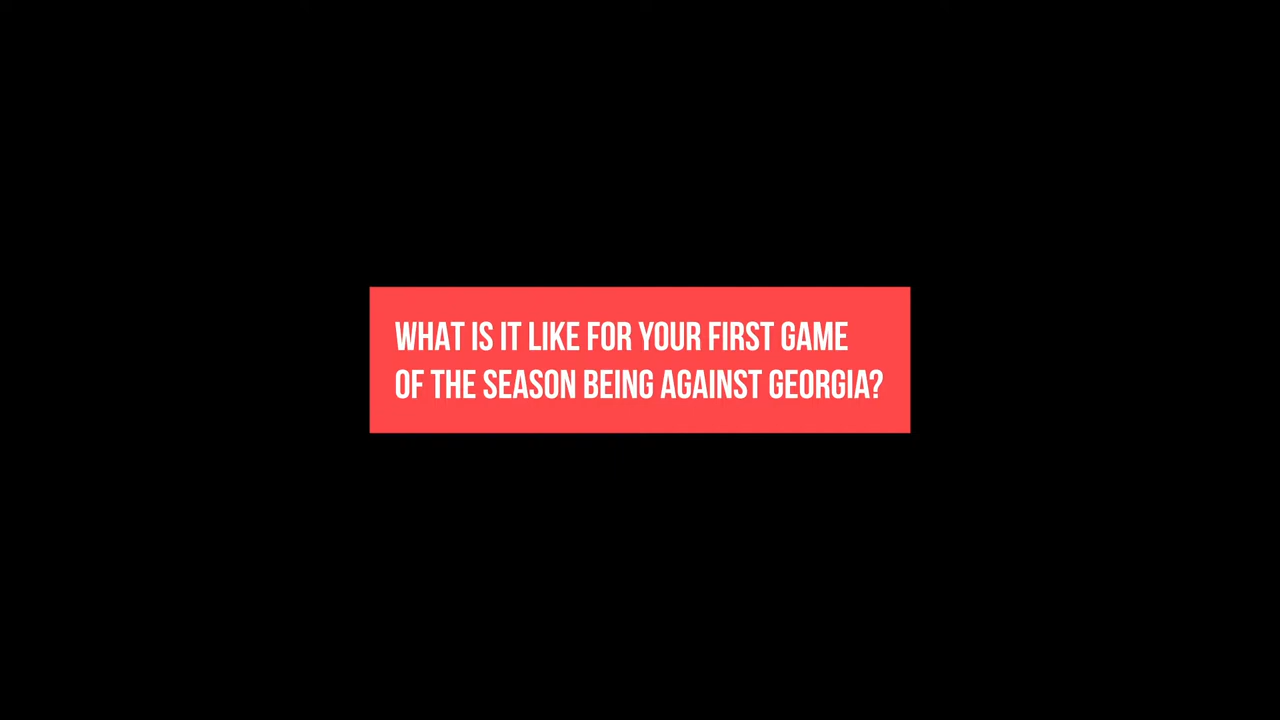 WHAT IS IT LIKE FOR YOUR FIRST GAME
OF THE SEASON BEING AGAINST GEORGIA?